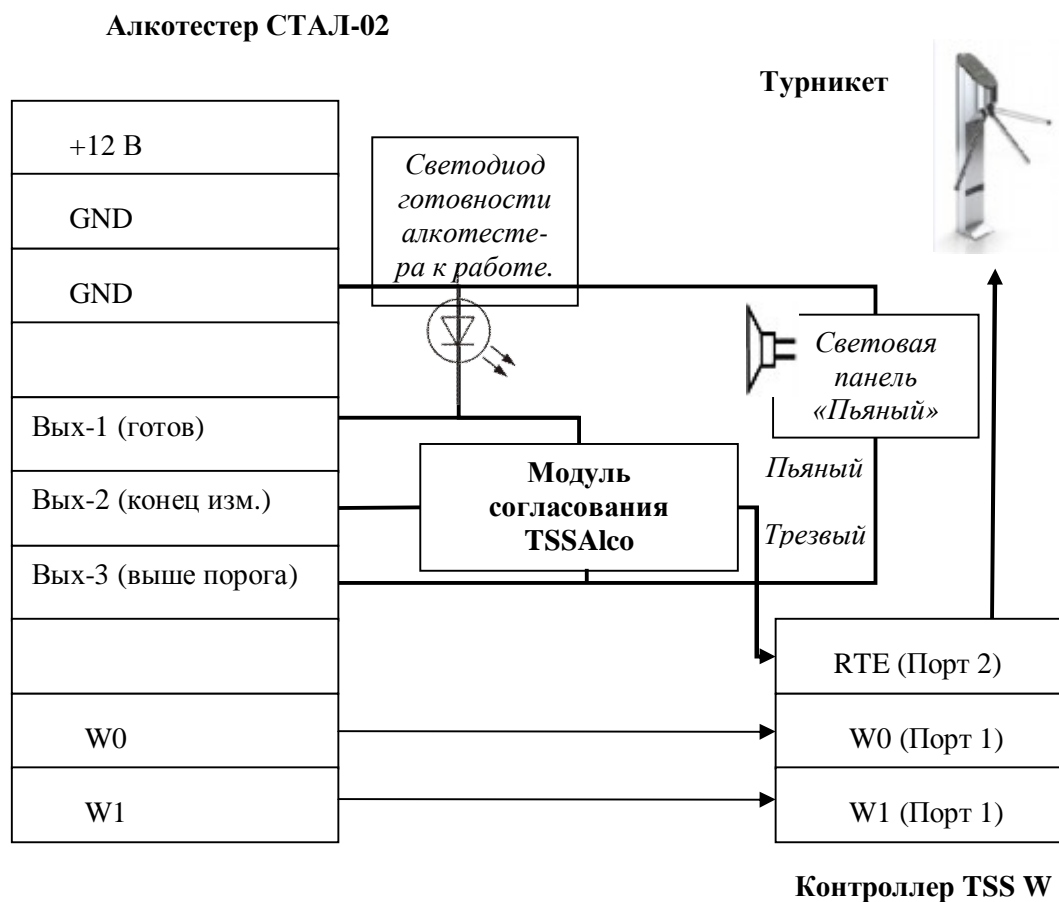 Алкотестер СТАЛ-02
Турникет
+12 В
GND
GND
Светодиод
готовности
алкотесте-
ра к работе.
Световая
панель
«Пьяный»
Вых-1 (готов)
Вых-2 (конец изм.)
Вых-3 (выше порога)
Модуль
согласования
TSSAlco
Пьяный
Трезвый
RTE (Порт 2)
W0
W0 (Порт 1)
W1
W1 (Порт 1)
Контроллер TSS W